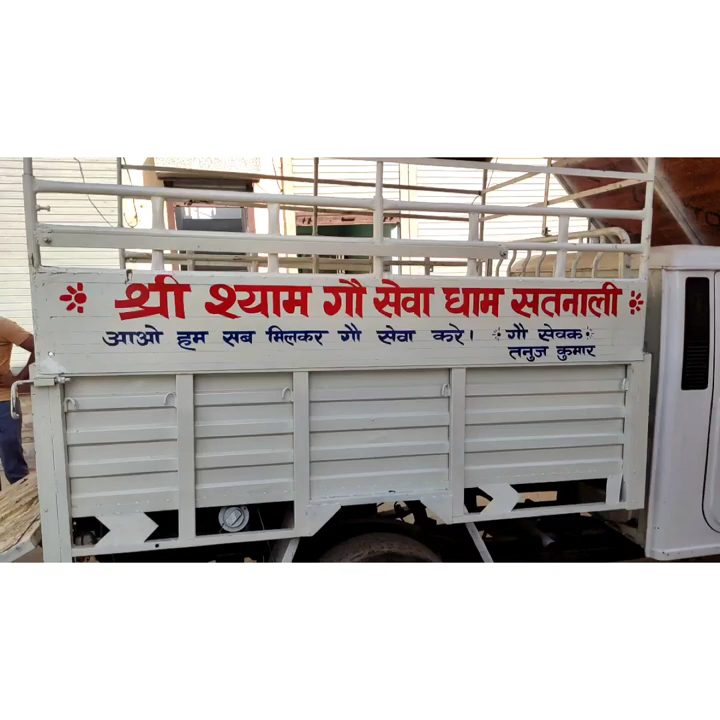 श्री श्याम गौ सेवा धाम सतनाली
आओ हम सब मिलकर गौ सेवा करे।
गौ सेवक
तनुज कुमार